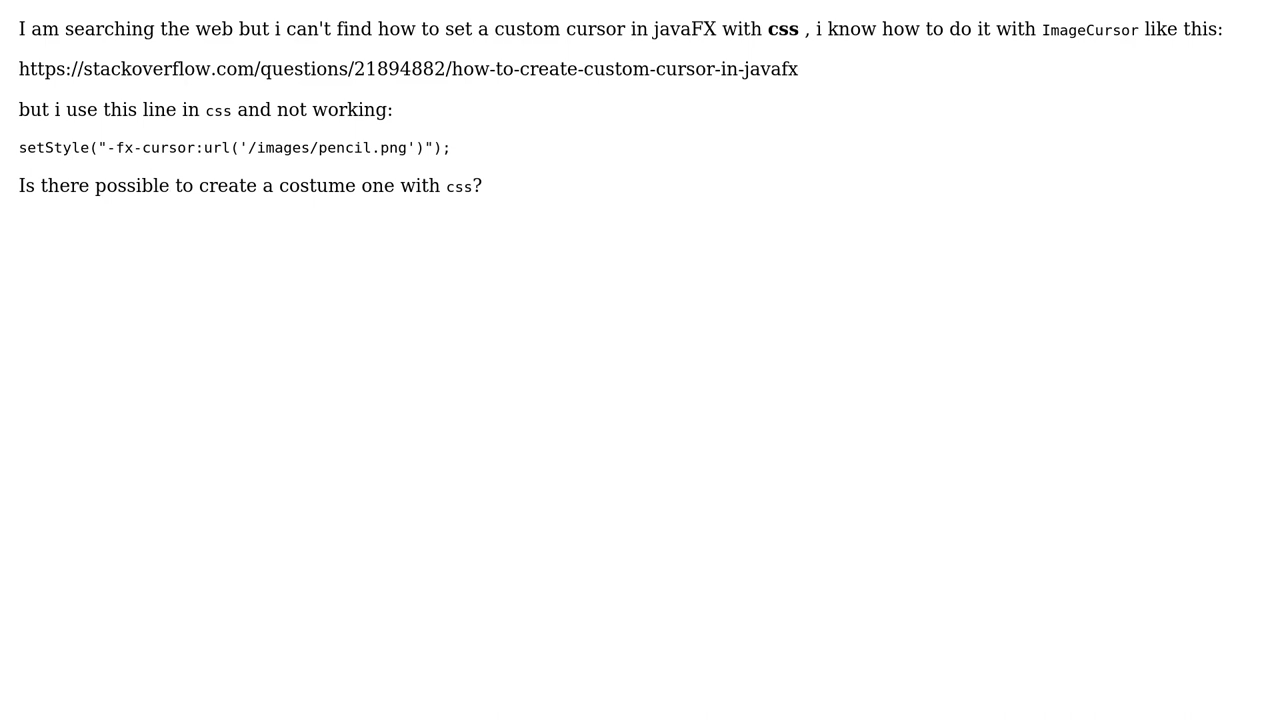 I am searching the web but i can't find how to set a custom cursor in javaFX with css , i know how to do it with ImageCursor like this:
https://stackoverflow.com/questions/21894882/how-to-create-custom-cursor-in-javafx
but i use this line in css and not working:
setStyle("-fx-cursor:url('/images/pencil.png')");
Is there possible to create a costume one with css?